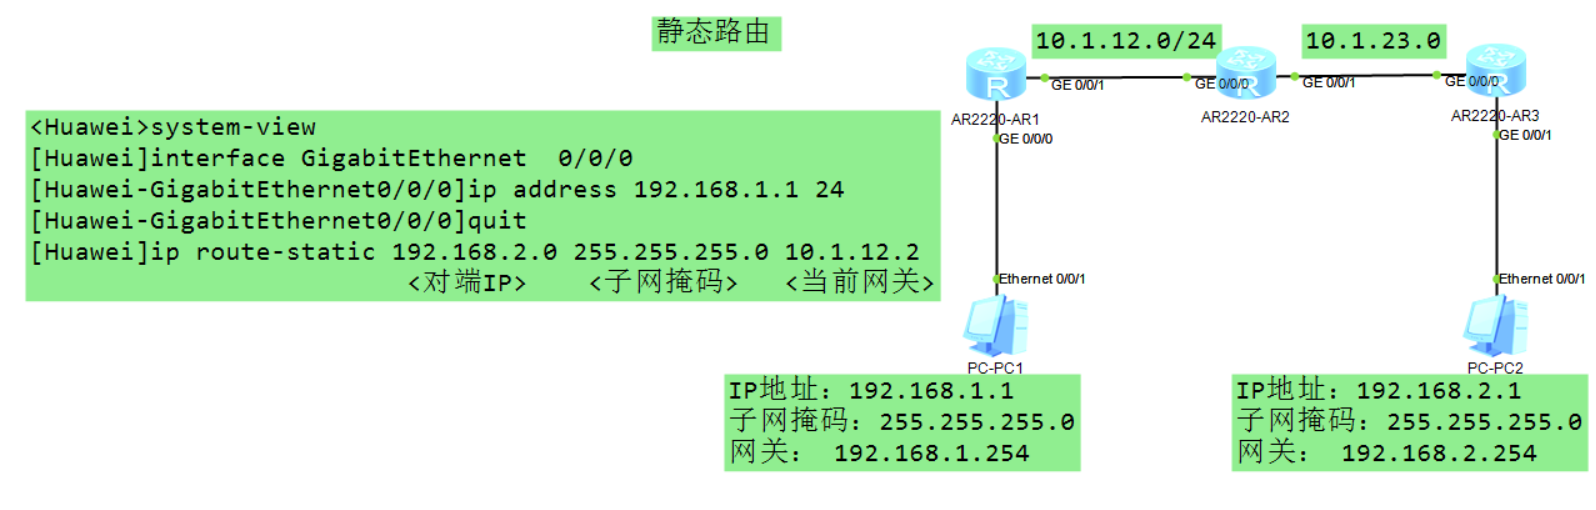 静态路由
10.1.12.0/24
10.1.23.0
R
GE 0/0/1
GE 0/0/0
R
GE 0/0/1
GE 0/0/0
R
AR2220-AR1
AR2220-AR2
AR2220-AR3
GE 0/0/0
GE 0/0/1
<Huawei>system-view
[Huawei]interface GigabitEthernet  0/0/0
[Huawei-GigabitEthernet0/0/0]ip address 192.168.1.1 24
[Huawei-GigabitEthernet0/0/0]quit
[Huawei]ip route-static 192.168.2.0 255.255.255.0 10.1.12.2
<对端IP> <子网掩码> <当前网关>
Ethernet 0/0/1
Ethernet 0/0/1
PC-PC1
PC-PC2
IP地址：192.168.1.1
子网掩码：255.255.255.0
网关： 192.168.1.254
IP地址：192.168.2.1
子网掩码：255.255.255.0
网关： 192.168.2.254